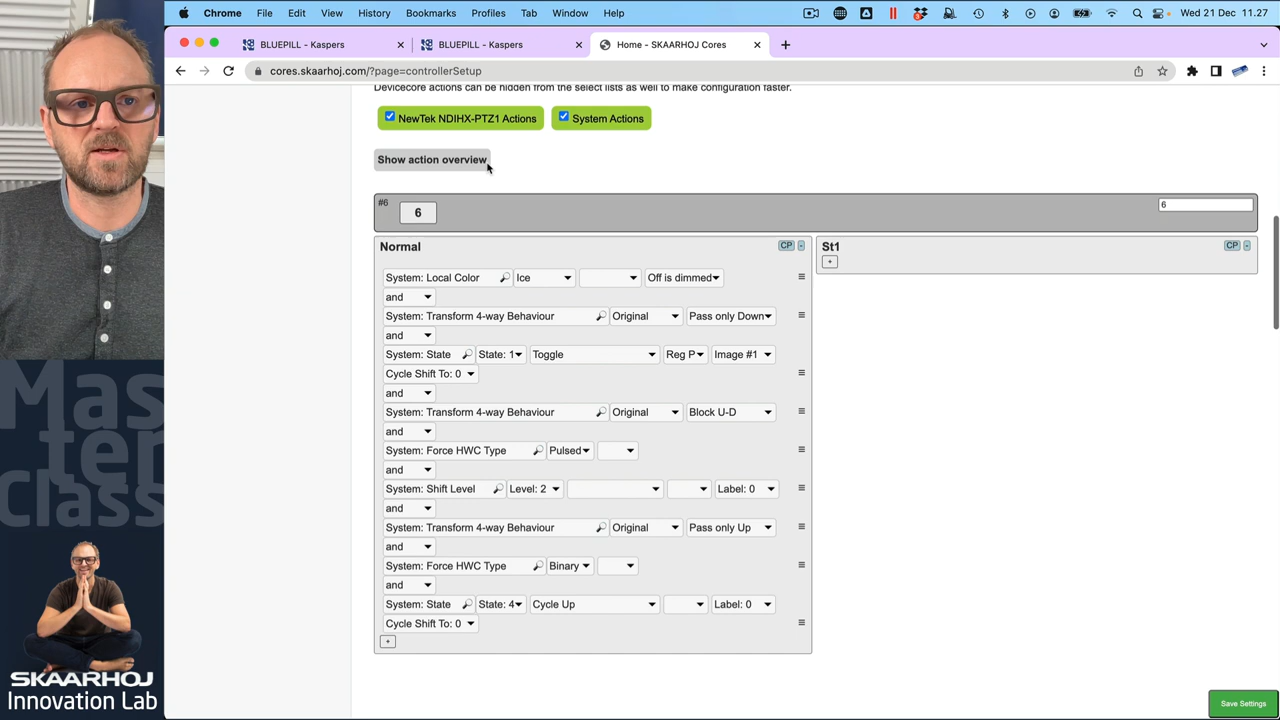 Chrome File Edit View History Bookmarks Profiles Tab Window Help Wed 21 Dec 11.27
BLUEPILL - Kaspers
BLUEPILL - Kaspers
Home - SKAARHOJ Cores
cores.skaarhoj.com/?page=controllerSetup
Devicecore actions can be hidden from the select lists as well to make configuration faster.
NewTek NDIHX-PTZ1 Actions System Actions
Show action overview
#6 6 6
Normal CP - St1 CP -
+
System: Local Color Ice Off is dimmed
and
System: Transform 4-way Behaviour Original Pass only Down
and
System: State State: 1 Toggle Reg P Image #1
Cycle Shift To: 0
and
System: Transform 4-way Behaviour Original Block U-D
and
System: Force HWC Type Pulsed
and
System: Shift Level Level: 2 Label: 0
and
System: Transform 4-way Behaviour Original Pass only Up
and
System: Force HWC Type Binary
and
System: State State: 4 Cycle Up Label: 0
Cycle Shift To: 0
+
Save Settings
Mas
ter
Class
SKAARHOJ
Innovation Lab